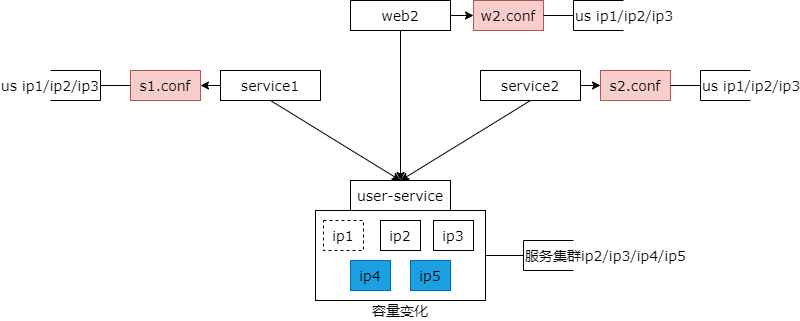 web2
w2.conf
us ip1/ip2/ip3
us ip1/ip2/ip3
s1.conf
service1
service2
s2.conf
us ip1/ip2/ip3
user-service
ip1
ip2
ip3
服务集群ip2/ip3/ip4/ip5
ip4
ip5
容量变化